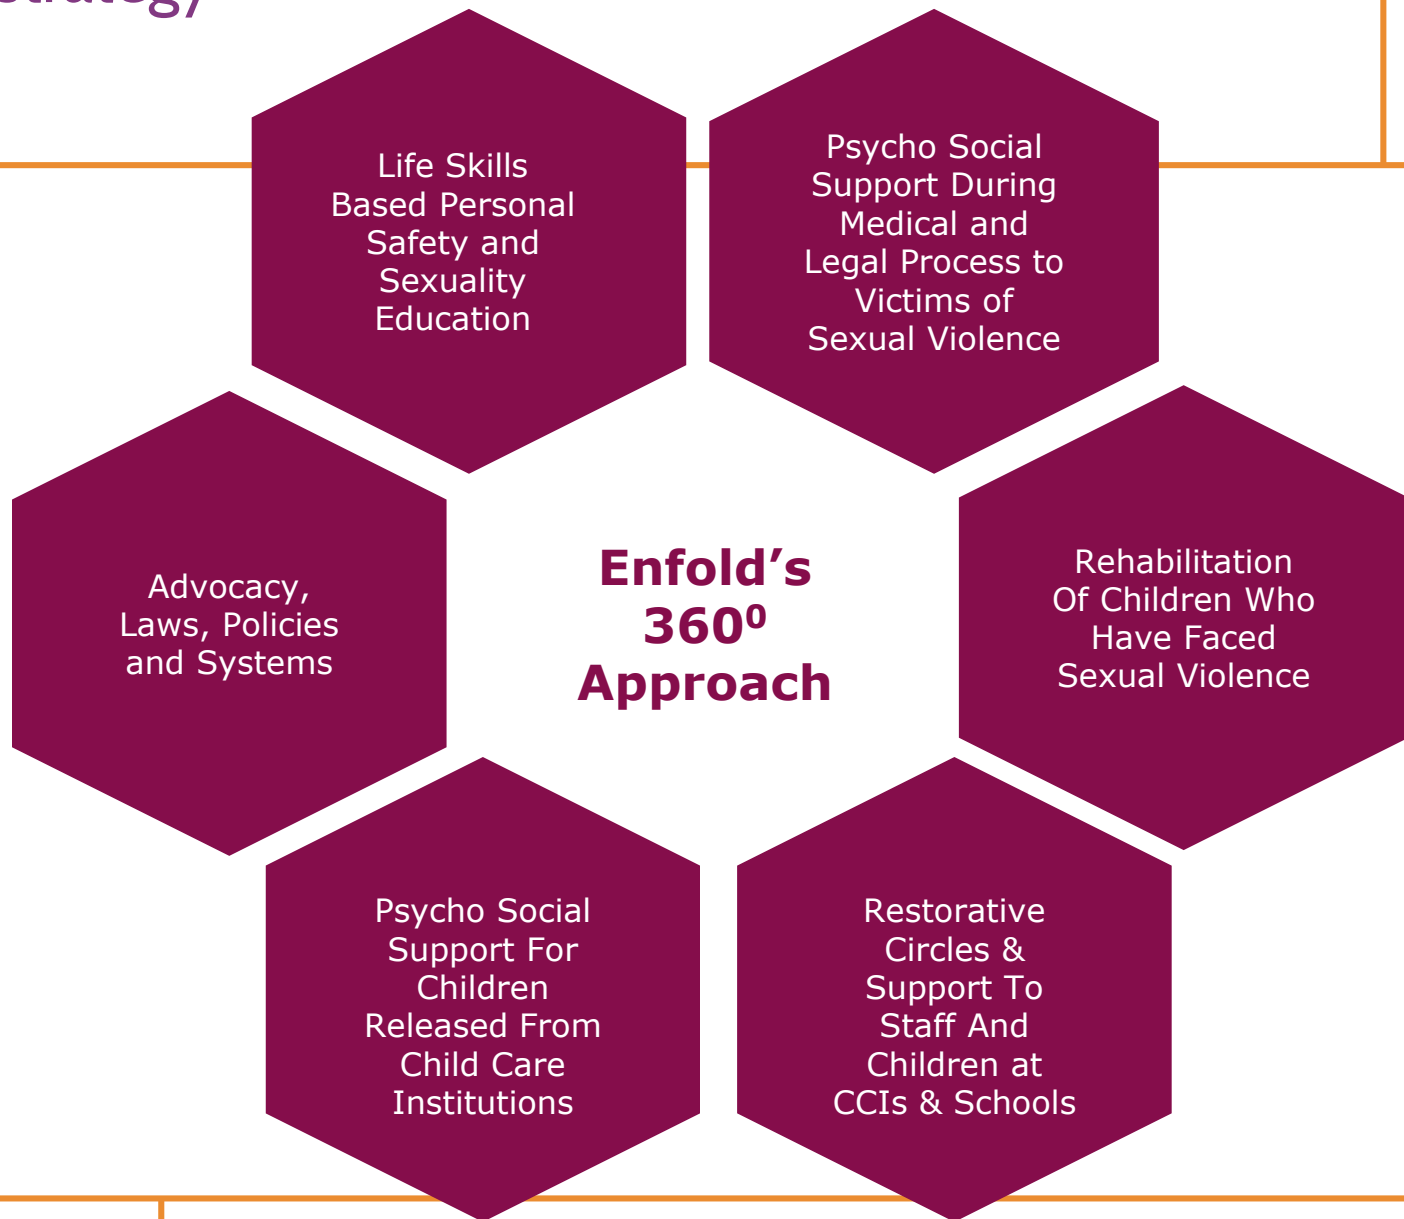 strategy
Life Skills
Based Personal
Safety and
Sexuality
Education
Psycho Social
Support During
Medical and
Legal Process to
Victims of
Sexual Violence
Advocacy,
Laws, Policies
and Systems
Enfold’s
360⁰
Approach
Rehabilitation
Of Children Who
Have Faced
Sexual Violence
Psycho Social
Support For
Children
Released From
Child Care
Institutions
Restorative
Circles &
Support To
Staff And
Children at
CCIs & Schools